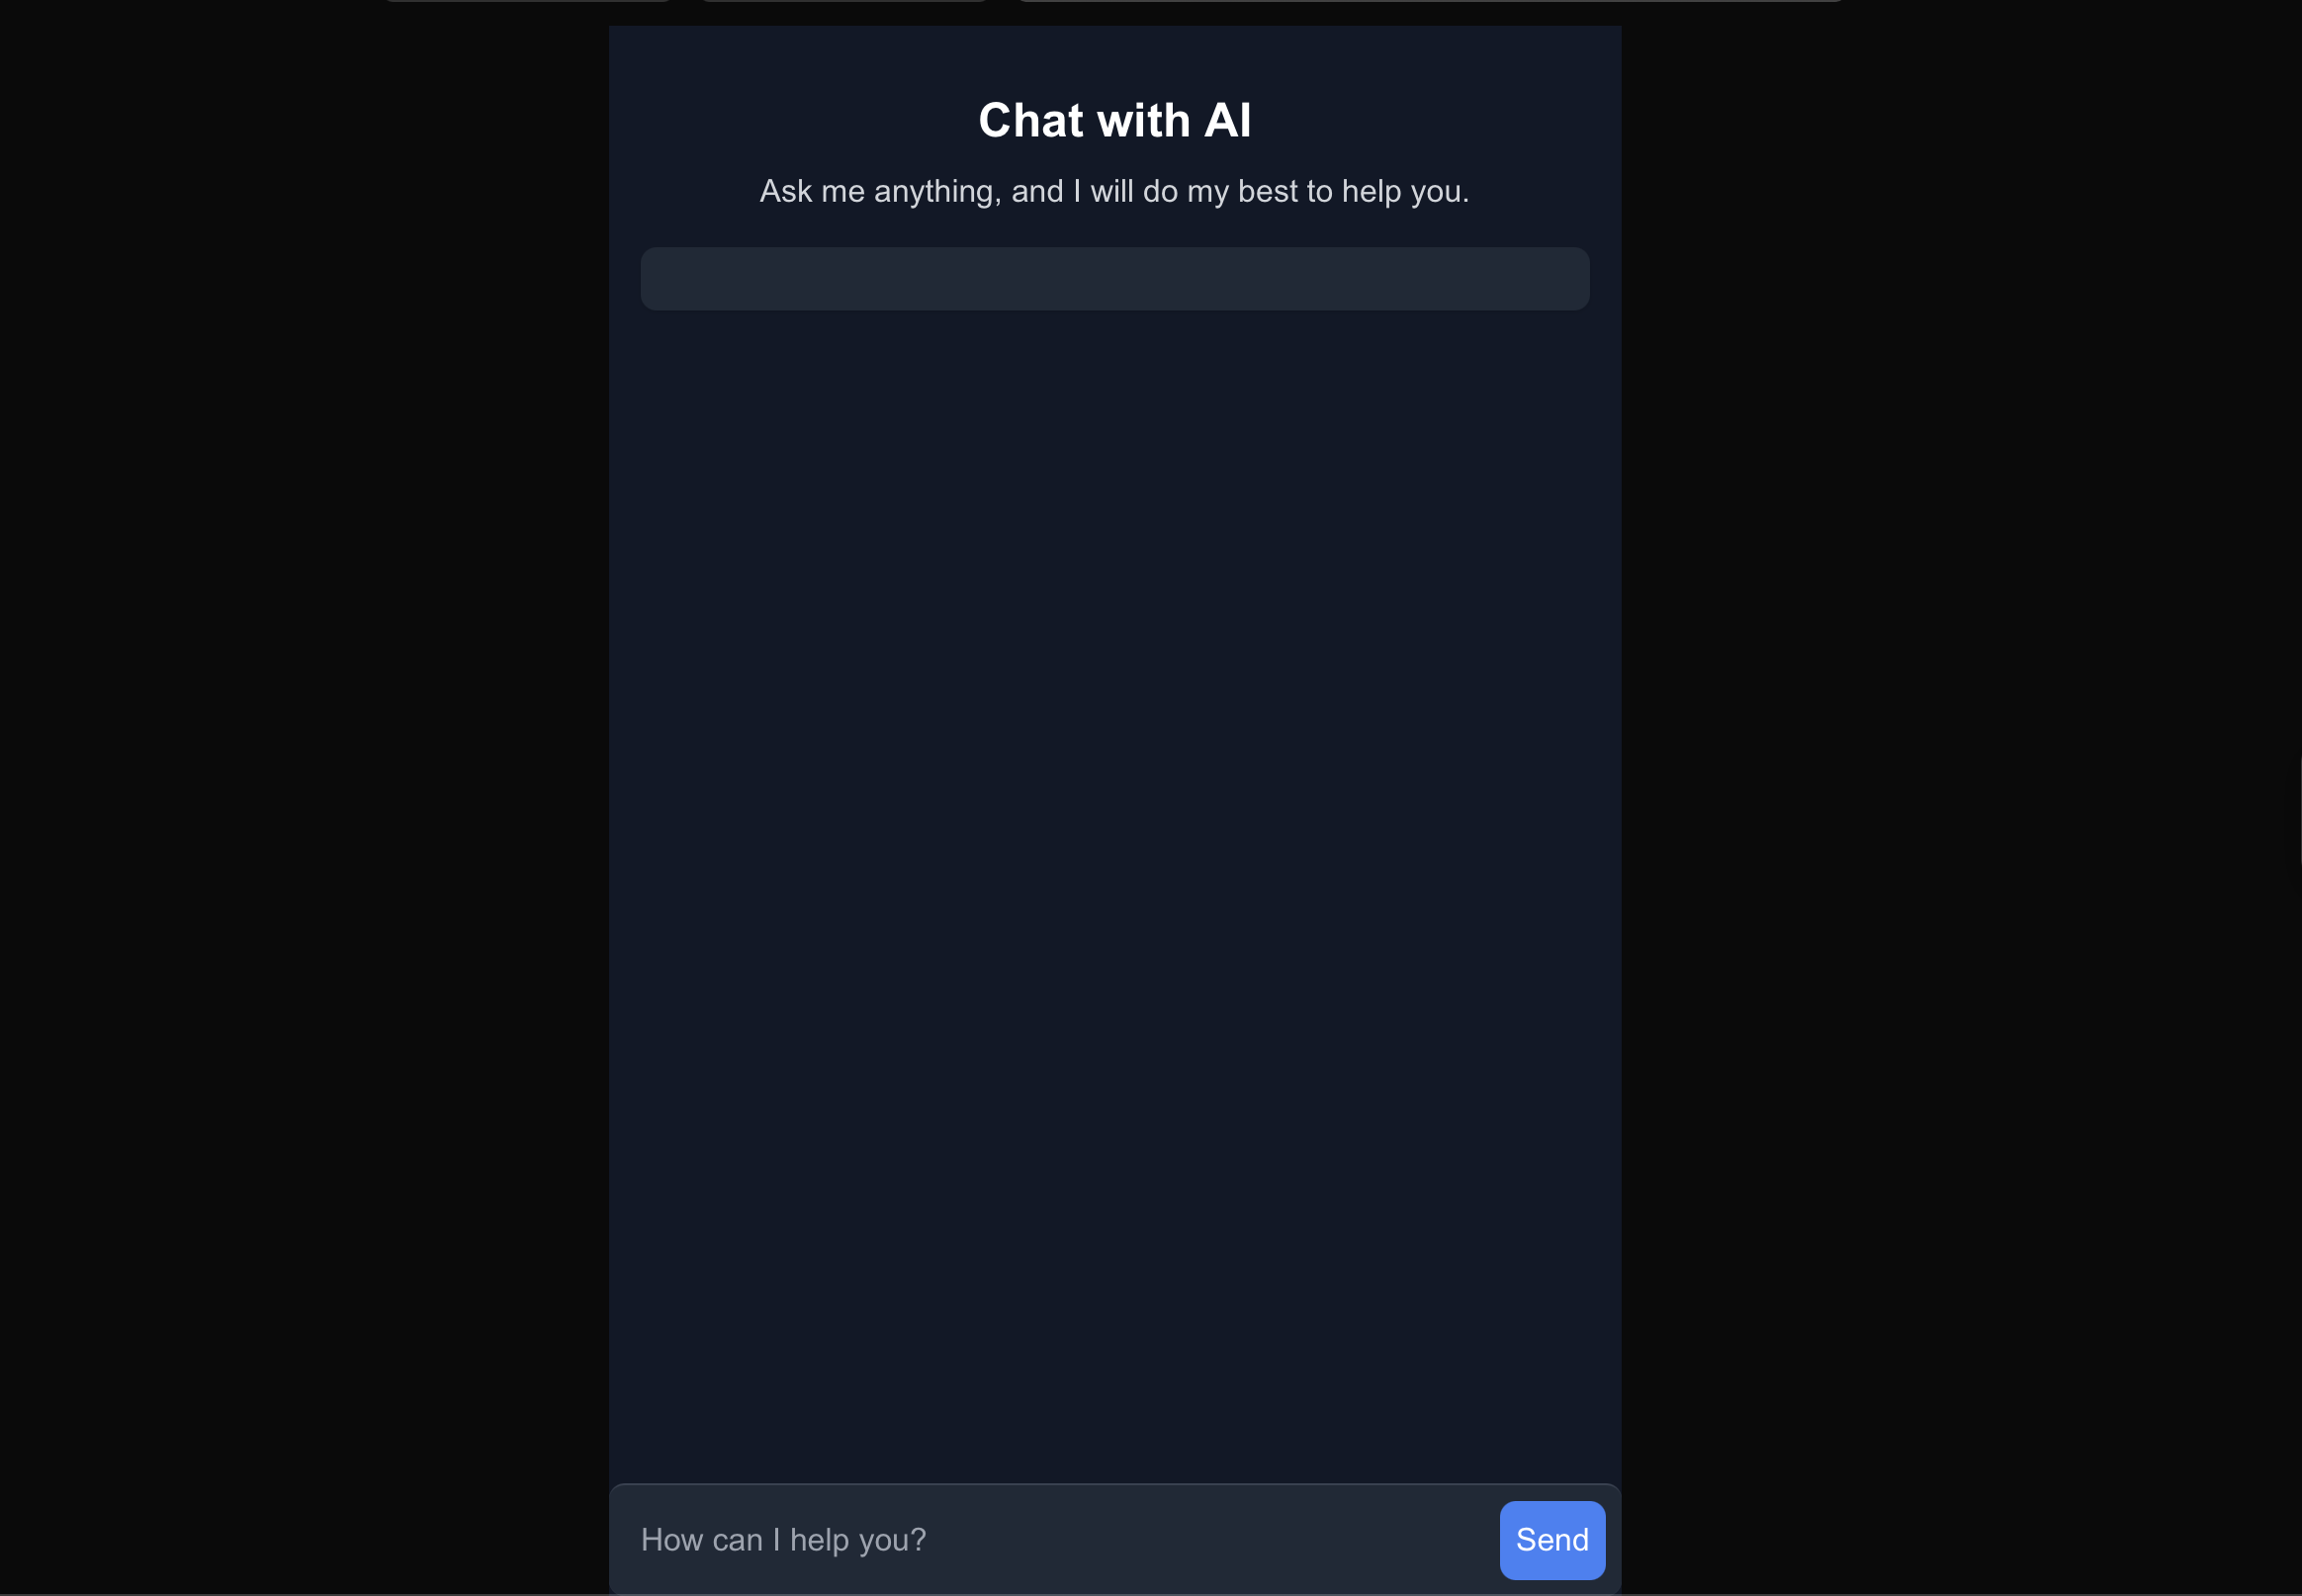 Chat with AI
Ask me anything, and I will do my best to help you.
How can I help you?
Send